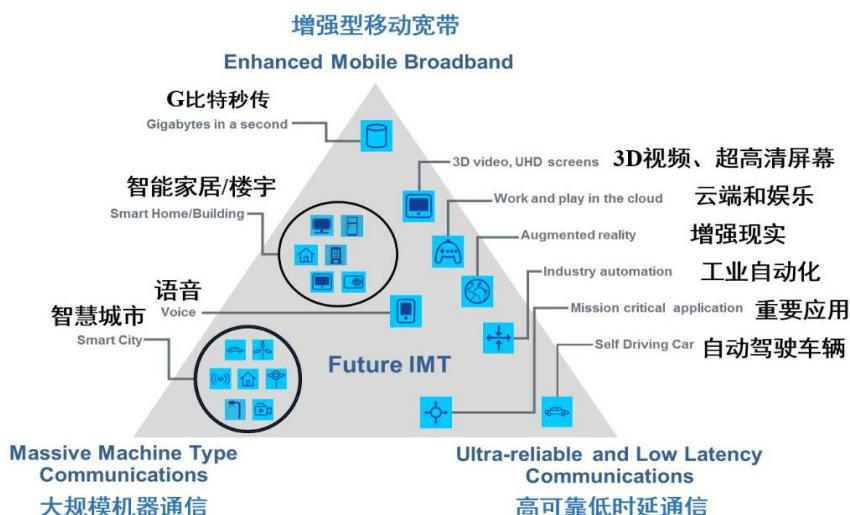 增强型移动宽带
Enhanced Mobile Broadband
G比特秒传
Gigabytes in a second
3D video, UHD screens 3D视频、超高清屏幕
智能家居/楼宇
Smart Home/Building
Work and play in the cloud 云端和娱乐
Augmented reality 增强现实
Industry automation 工业自动化
语音
Voice
Mission critical application 重要应用
智慧城市
Smart City
Self Driving Car 自动驾驶车辆
Future IMT
Massive Machine Type
Communications
大规模机器通信
Ultra-reliable and Low Latency
Communications
高可靠低时延通信